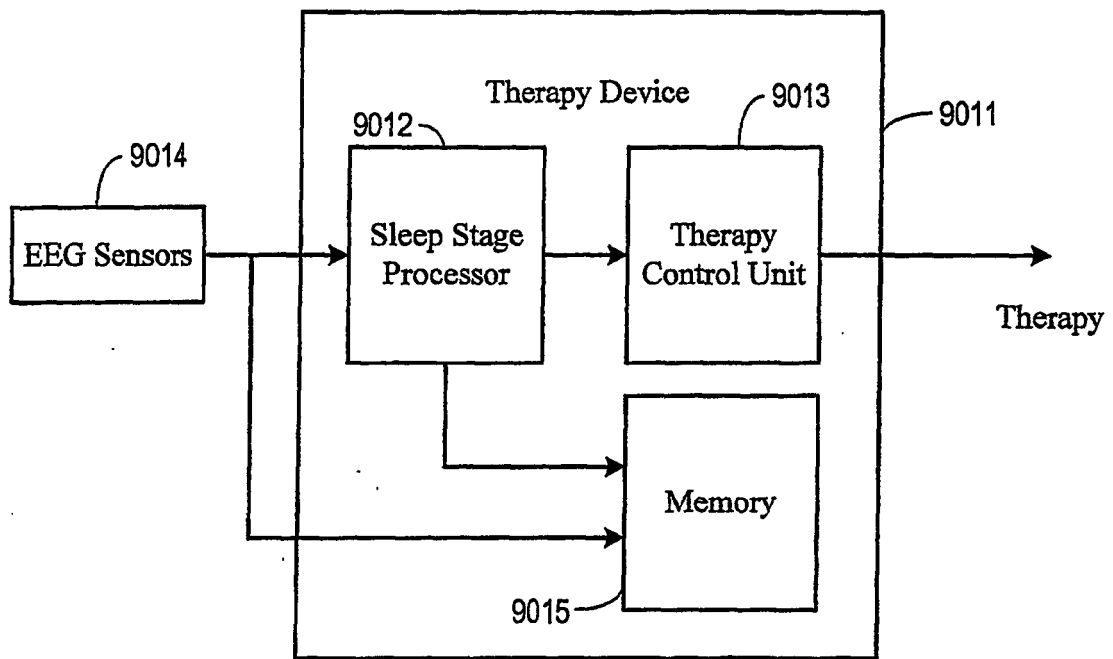 Therapy Device
9013
9011
9012
9014
EEG Sensors
Sleep Stage
Processor
Therapy
Control Unit
Therapy
Memory
9015